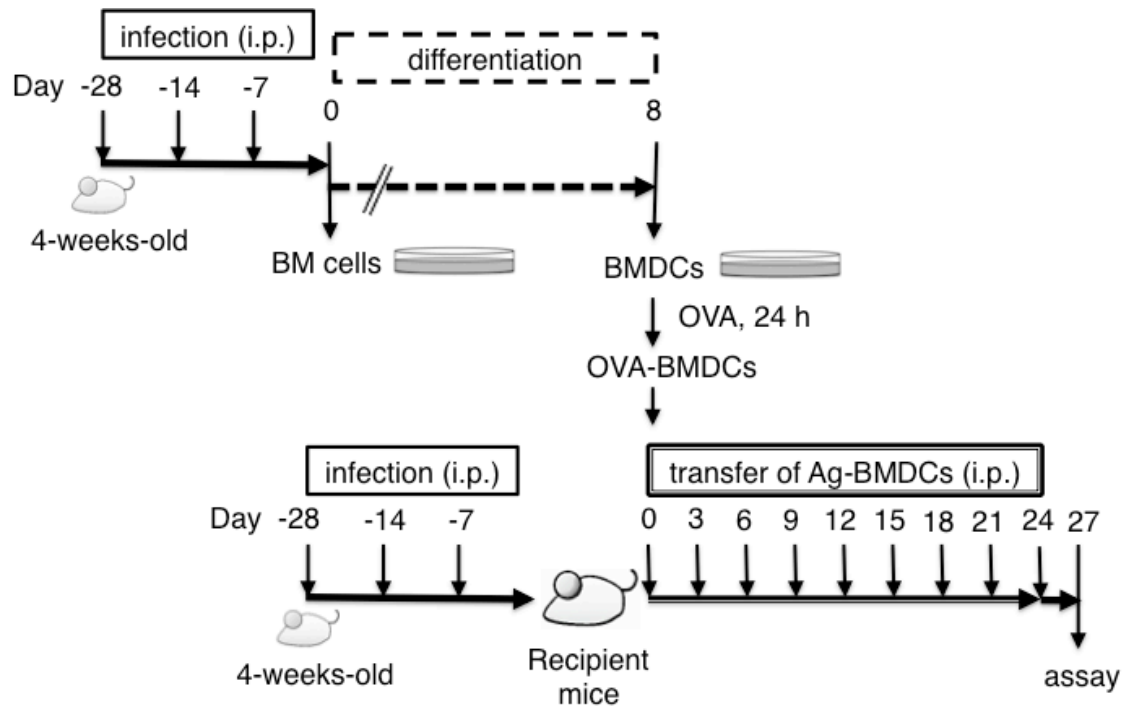 infection (i.p.)
differentiation
Day -28 -14 -7
0 8
4-weeks-old
BM cells
BMDCs
OVA, 24 h
OVA-BMDCs
infection (i.p.)
transfer of Ag-BMDCs (i.p.)
Day -28 -14 -7
0 3 6 9 12 15 18 21 24 27
4-weeks-old
Recipient
mice
assay